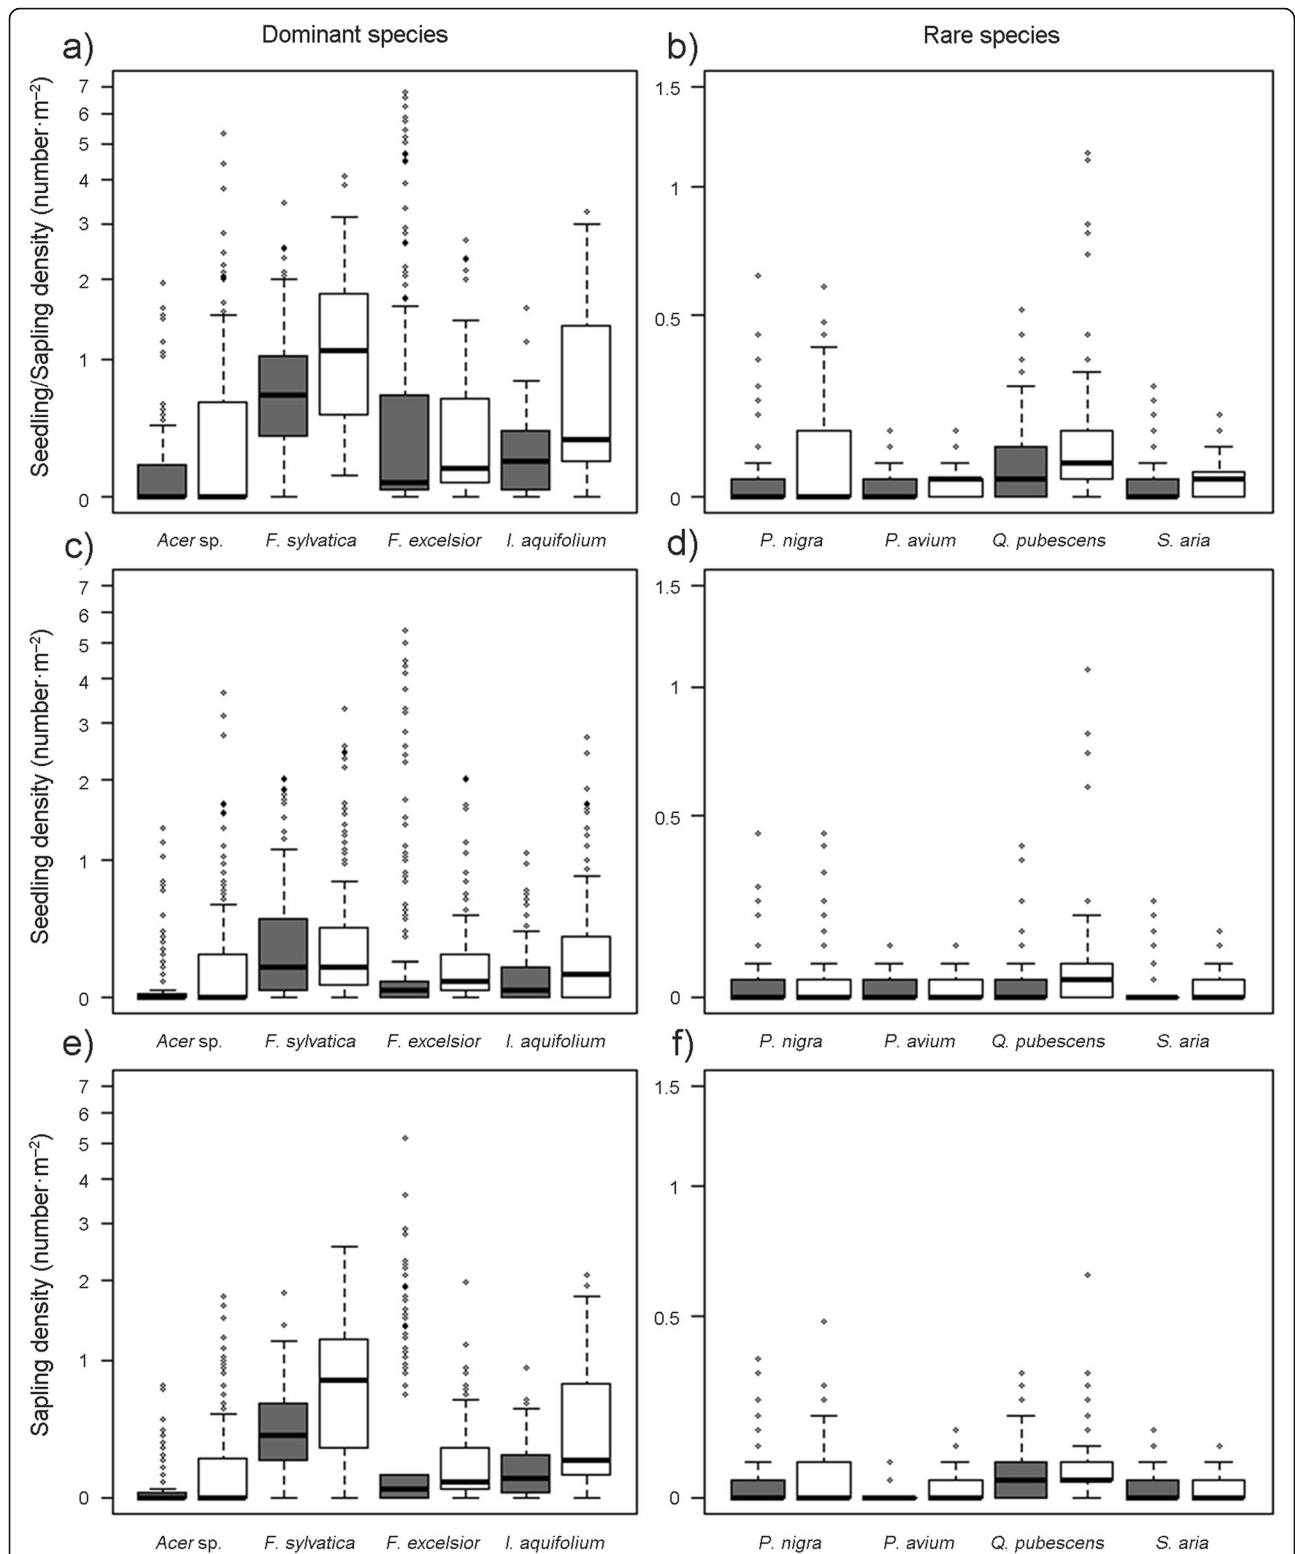 Dominant species
Rare species
a)
b)
Seedling/Sapling density (number·m⁻²)
7
6
5
4
3
2
1
0
1.5
1
0.5
0
Acer sp.
F. sylvatica
F. excelsior
I. aquifolium
P. nigra
P. avium
Q. pubescens
S. aria
c)
d)
Seedling density (number·m⁻²)
7
6
5
4
3
2
1
0
1.5
1
0.5
0
Acer sp.
F. sylvatica
F. excelsior
I. aquifolium
P. nigra
P. avium
Q. pubescens
S. aria
e)
f)
Sapling density (number·m⁻²)
7
6
5
4
3
2
1
0
1.5
1
0.5
0
Acer sp.
F. sylvatica
F. excelsior
I. aquifolium
P. nigra
P. avium
Q. pubescens
S. aria